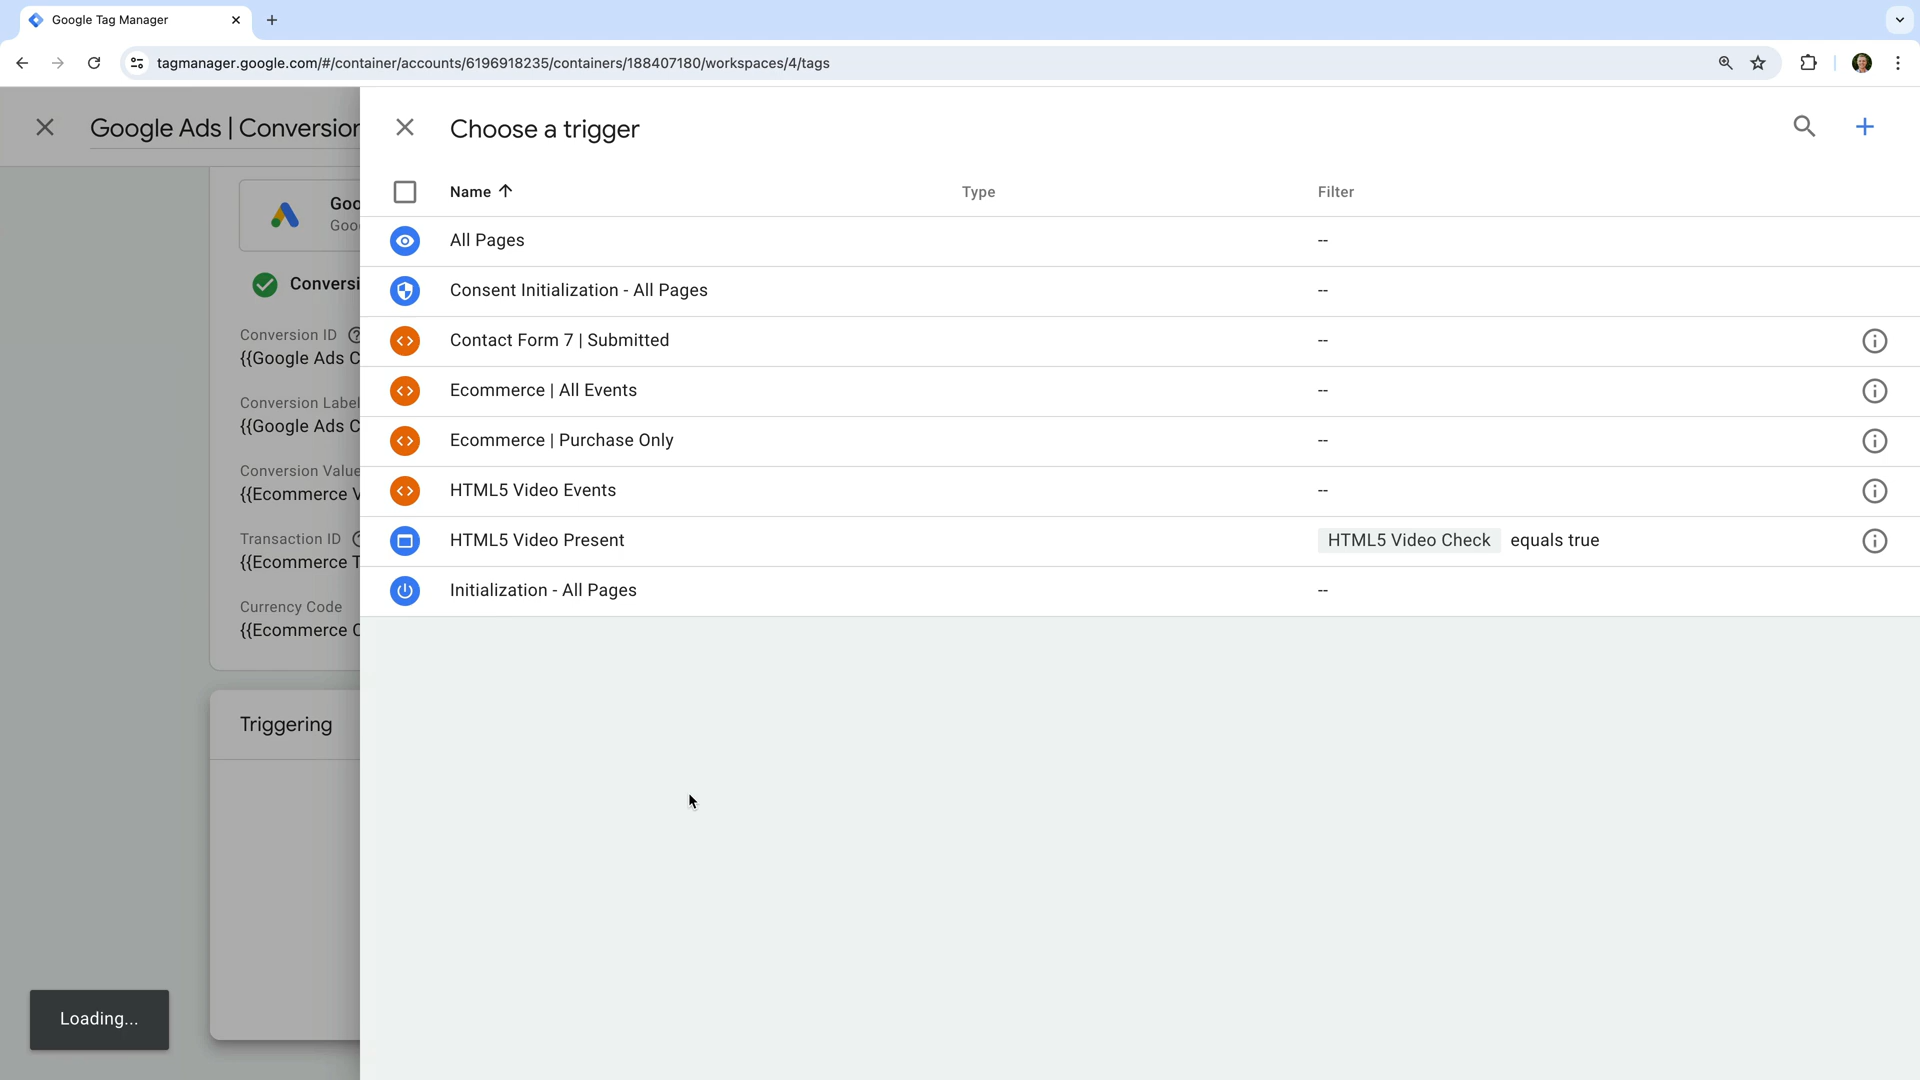 Google Tag Manager
tagmanager.google.com/#/container/accounts/6196918235/containers/188407180/workspaces/4/tags
Google Ads | Conversion
Choose a trigger
Name
Type
Filter
All Pages
--
Consent Initialization - All Pages
--
Contact Form 7 | Submitted
--
Ecommerce | All Events
--
Ecommerce | Purchase Only
--
HTML5 Video Events
--
HTML5 Video Present
HTML5 Video Check equals true
Initialization - All Pages
--
Goo
Goo
Conversi
Conversion ID
{{Google Ads C
Conversion Label
{{Google Ads C
Conversion Value
{{Ecommerce V
Transaction ID
{{Ecommerce T
Currency Code
{{Ecommerce C
Triggering
Loading...